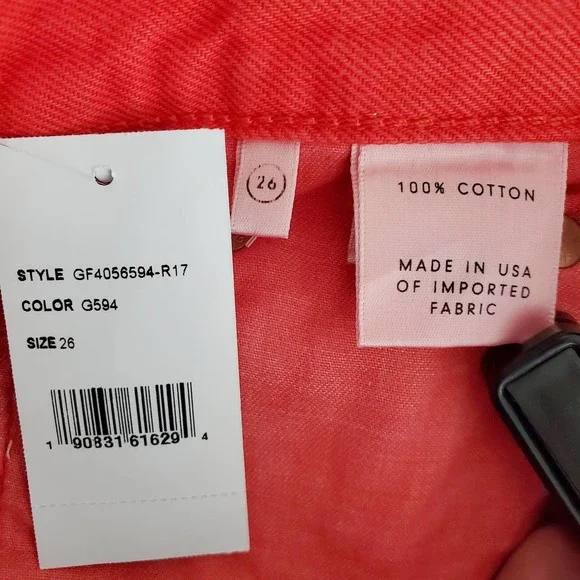 STYLE GF4056594-R17
COLOR G594
SIZE 26
1 90831 61629 4
26
100% COTTON
MADE IN USA
OF IMPORTED
FABRIC